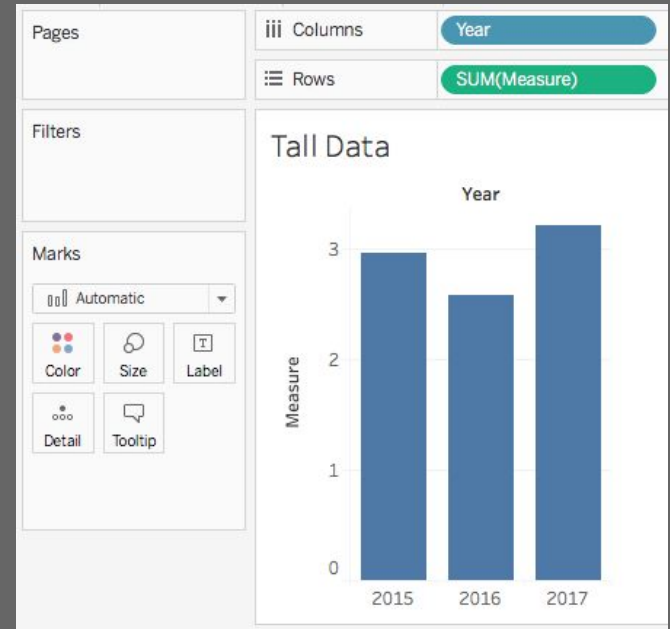 Pages
Columns
Year
Rows
SUM(Measure)
Filters
Marks
Automatic
Color
Size
T
Label
Detail
Tooltip
Tall Data
Year
3
2
1
0
Measure
2015
2016
2017